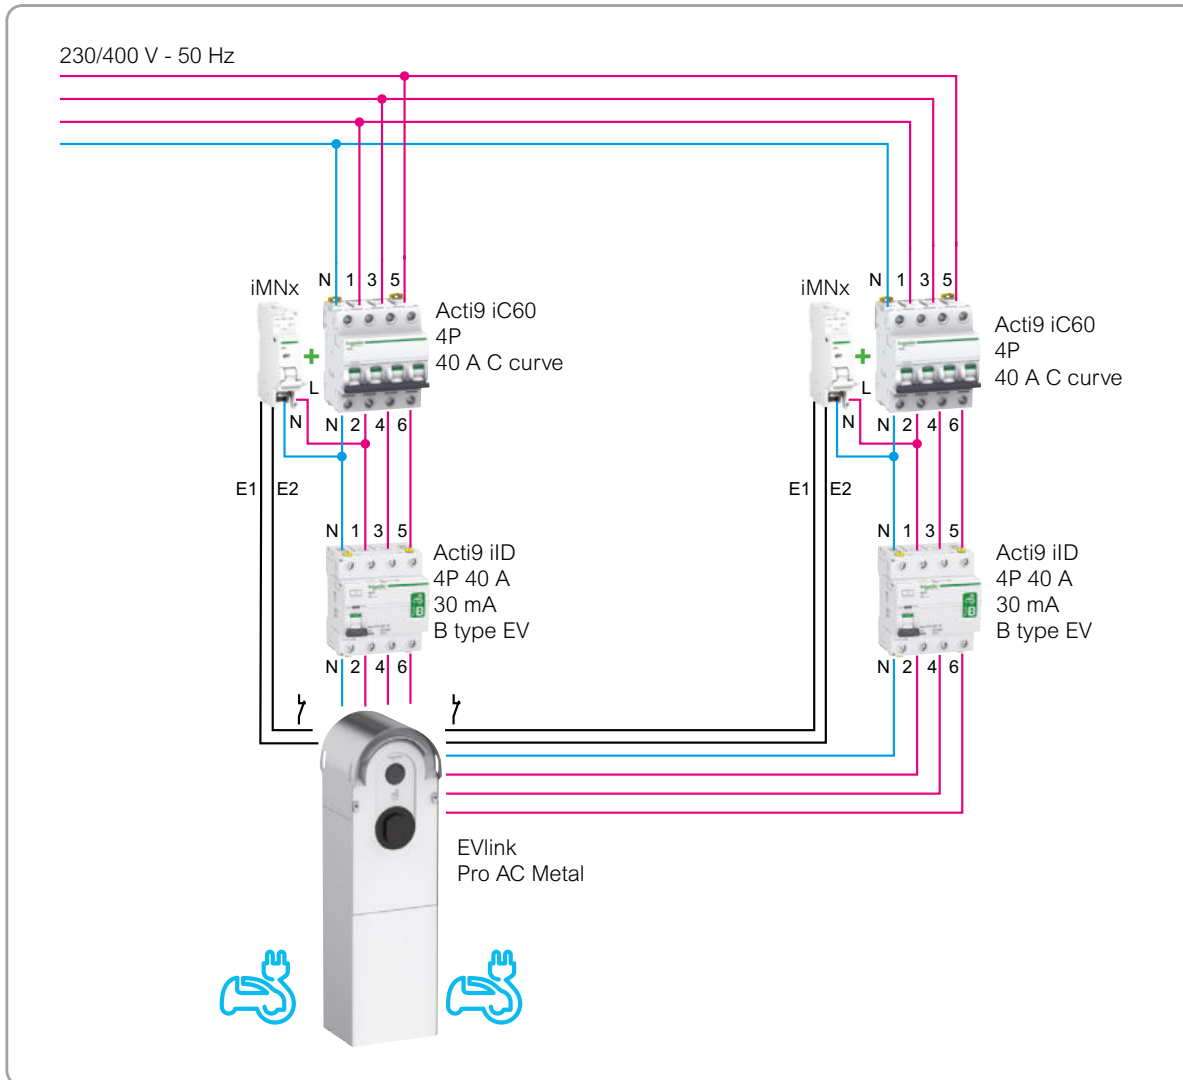 230/400 V - 50 Hz
N 1 3 5
iMNx
Acti9 iC60
4P
40 A C curve
+
L
N
N 2 4 6
E1 E2
N 1 3 5
Acti9 iID
4P 40 A
30 mA
B type EV
B
N 2 4 6
N 1 3 5
iMNx
Acti9 iC60
4P
40 A C curve
+
L
N
N 2 4 6
E1 E2
N 1 3 5
Acti9 iID
4P 40 A
30 mA
B type EV
B
N 2 4 6
EVlink
Pro AC Metal